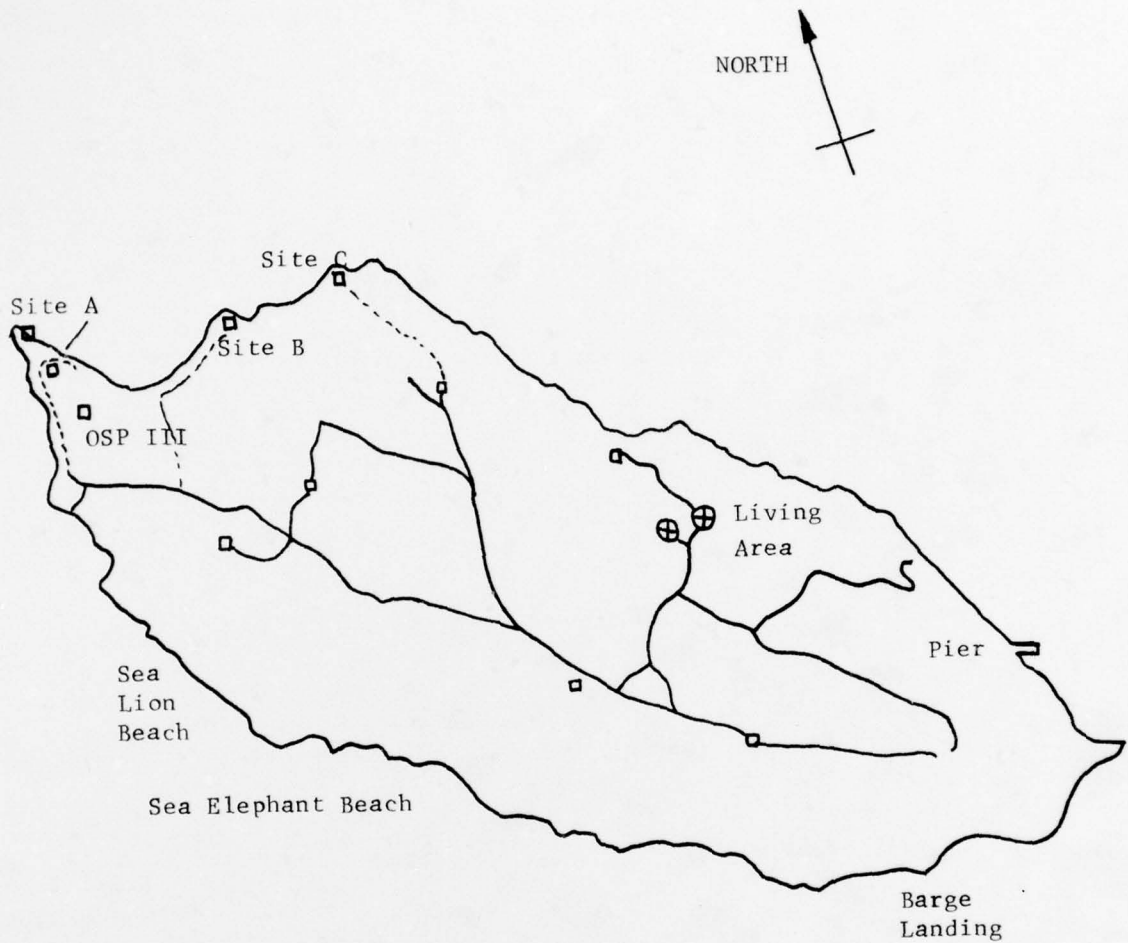 NORTH
Site C
Site A
Site B
OSP III
Living
Area
Pier
Sea
Lion
Beach
Sea Elephant Beach
Barge
Landing